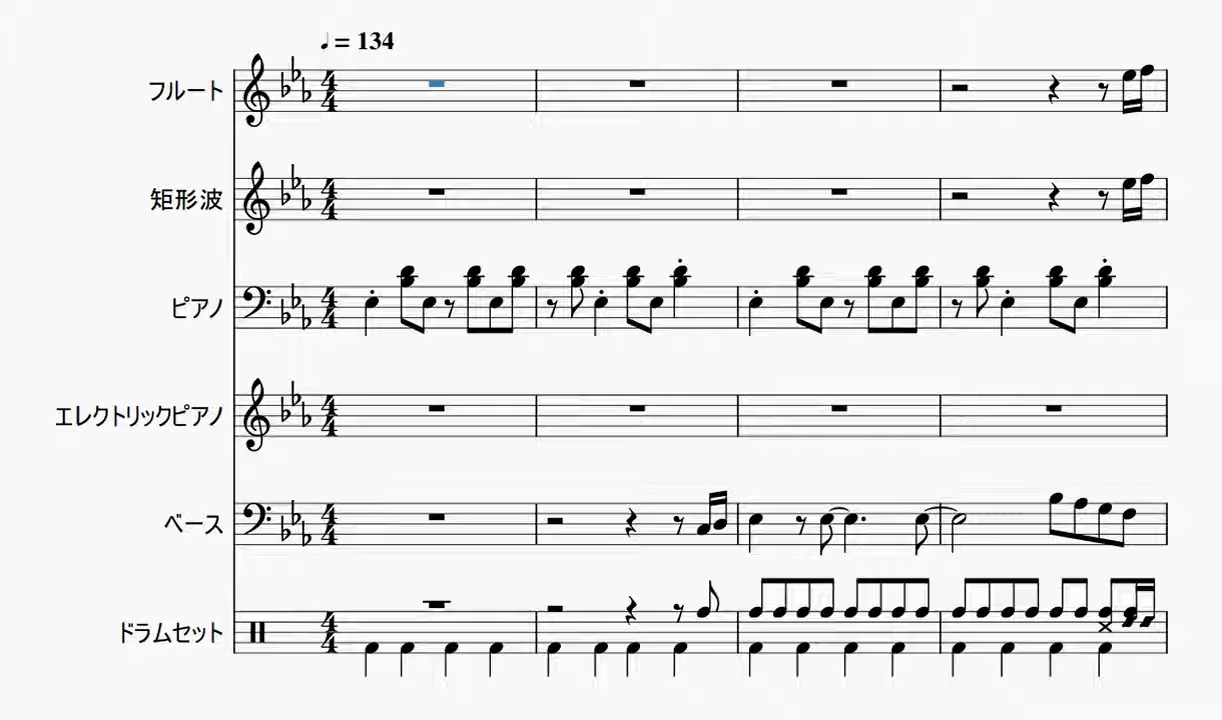 ♩ = 134
フルート
矩形波
ピアノ
エレクトリックピアノ
ベース
ドラムセット